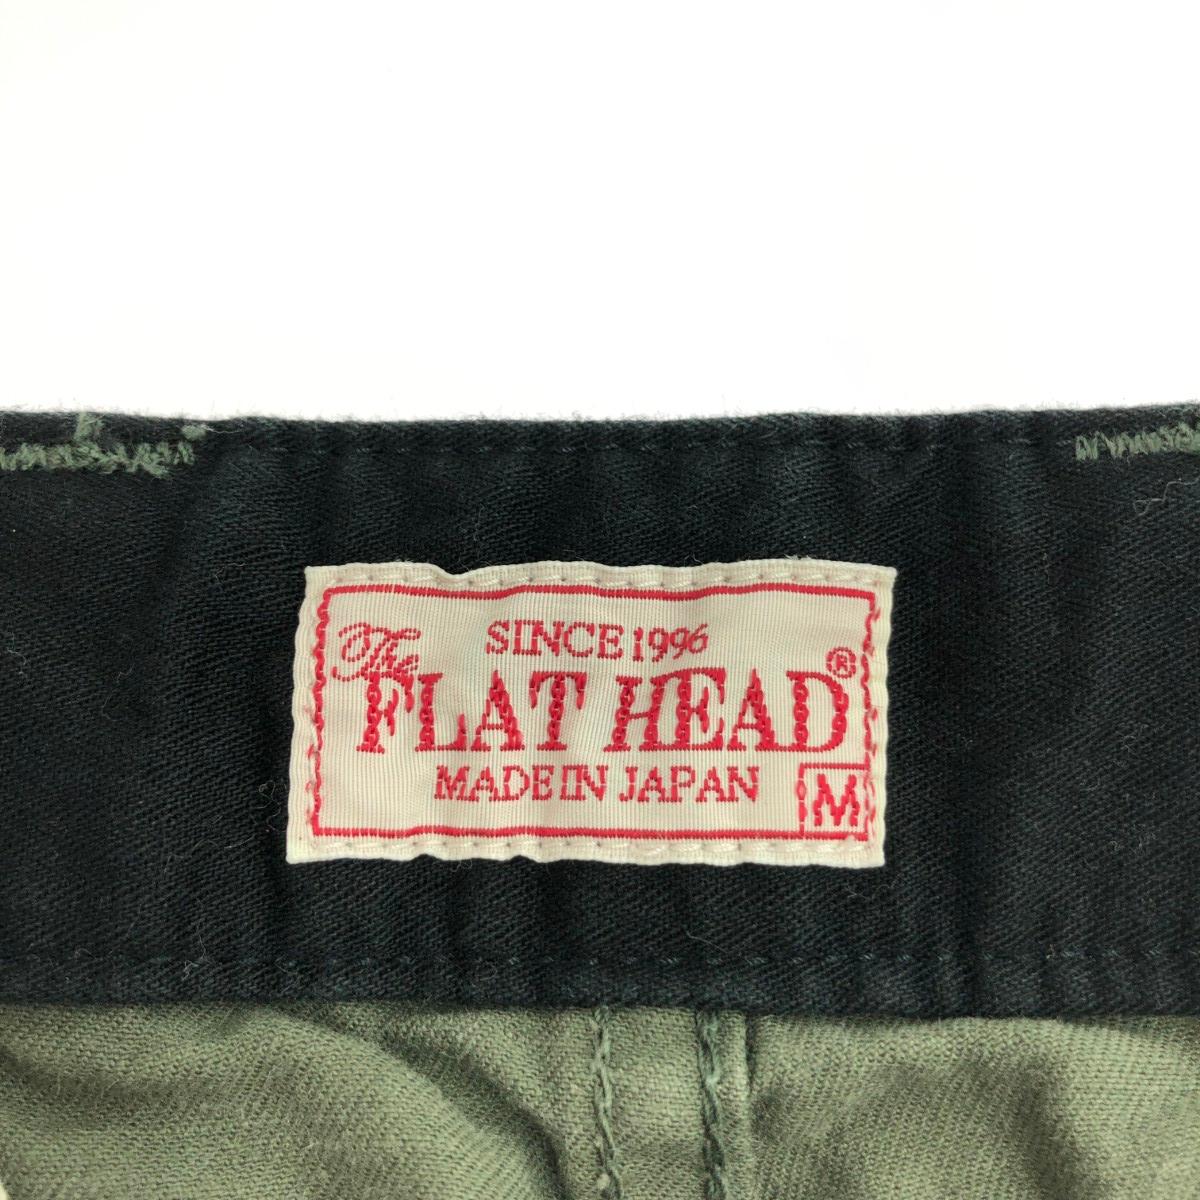 SINCE 1996
The
FLAT HEAD®
MADE IN JAPAN
M